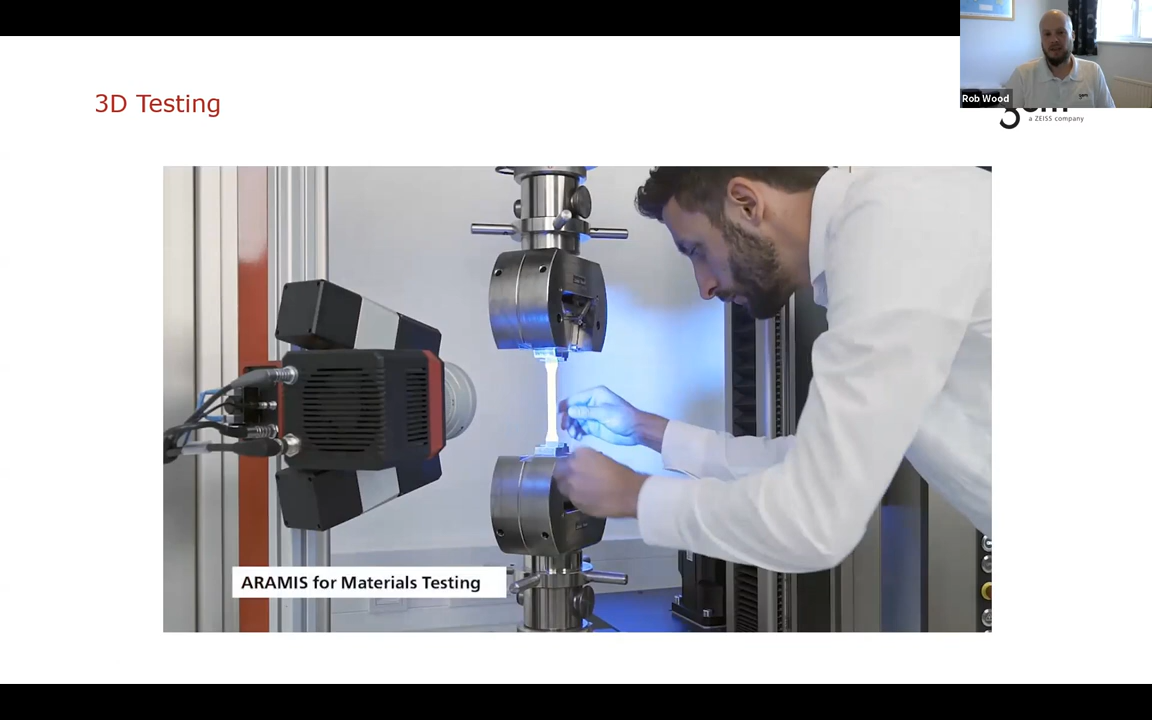 3D Testing
Rob Wood
a ZEISS company
ARAMIS for Materials Testing